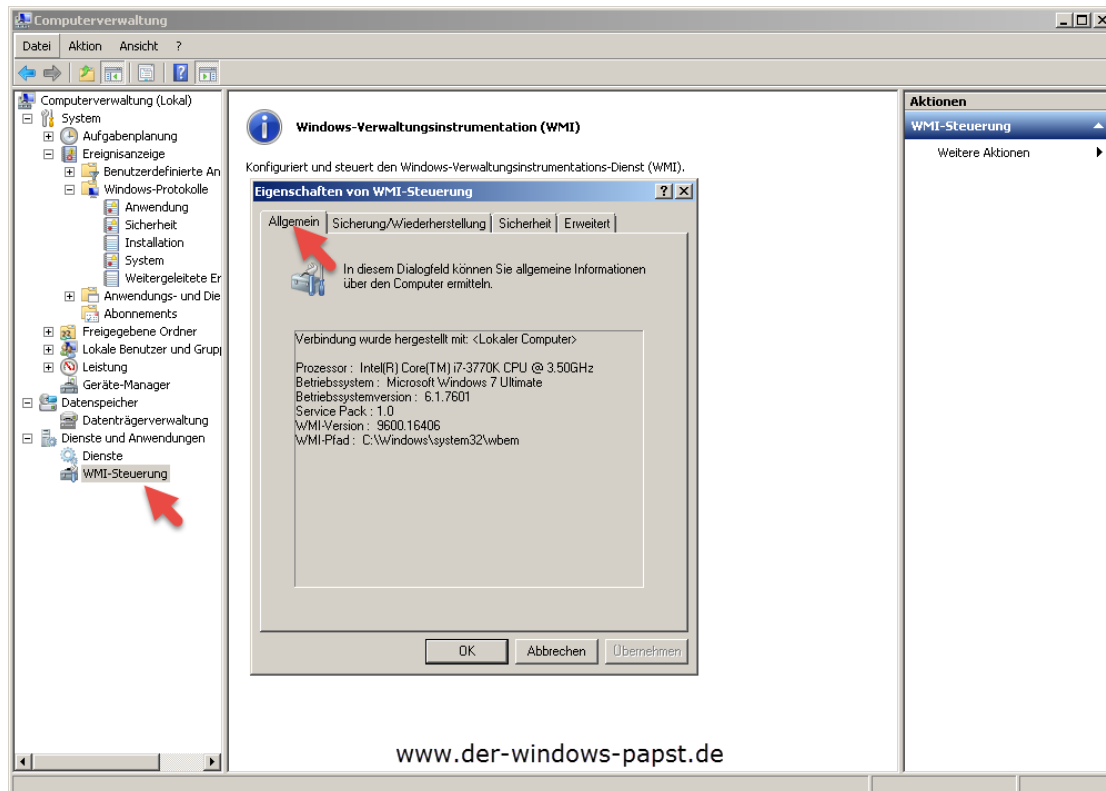 Computerverwaltung
Datei Aktion Ansicht ?
Computerverwaltung (Lokal)
System
Aufgabenplanung
Ereignisanzeige
Benutzerdefinierte An
Windows-Protokolle
Anwendung
Sicherheit
Installation
System
Weitergeleitete Er
Anwendungs- und Die
Abonnements
Freigegebene Ordner
Lokale Benutzer und Grupp
Leistung
Geräte-Manager
Datenspeicher
Datenträgerverwaltung
Dienste und Anwendungen
Dienste
WMI-Steuerung
Windows-Verwaltungsinstrumentation (WMI)
Konfiguriert und steuert den Windows-Verwaltungsinstrumentations-Dienst (WMI).
Eigenschaften von WMI-Steuerung
Allgemein Sicherung/Wiederherstellung Sicherheit Erweitert
In diesem Dialogfeld können Sie allgemeine Informationen
über den Computer ermitteln.
Verbindung wurde hergestellt mit: <Lokaler Computer>
Prozessor : Intel(R) Core(TM) i7-3770K CPU @ 3.50GHz
Betriebssystem : Microsoft Windows 7 Ultimate
Betriebssystemversion : 6.1.7601
Service Pack : 1.0
WMI-Version : 9600.16406
WMI-Pfad : C:\Windows\system32\wbem
OK Abbrechen Übernehmen
www.der-windows-papst.de
Aktionen
WMI-Steuerung
Weitere Aktionen